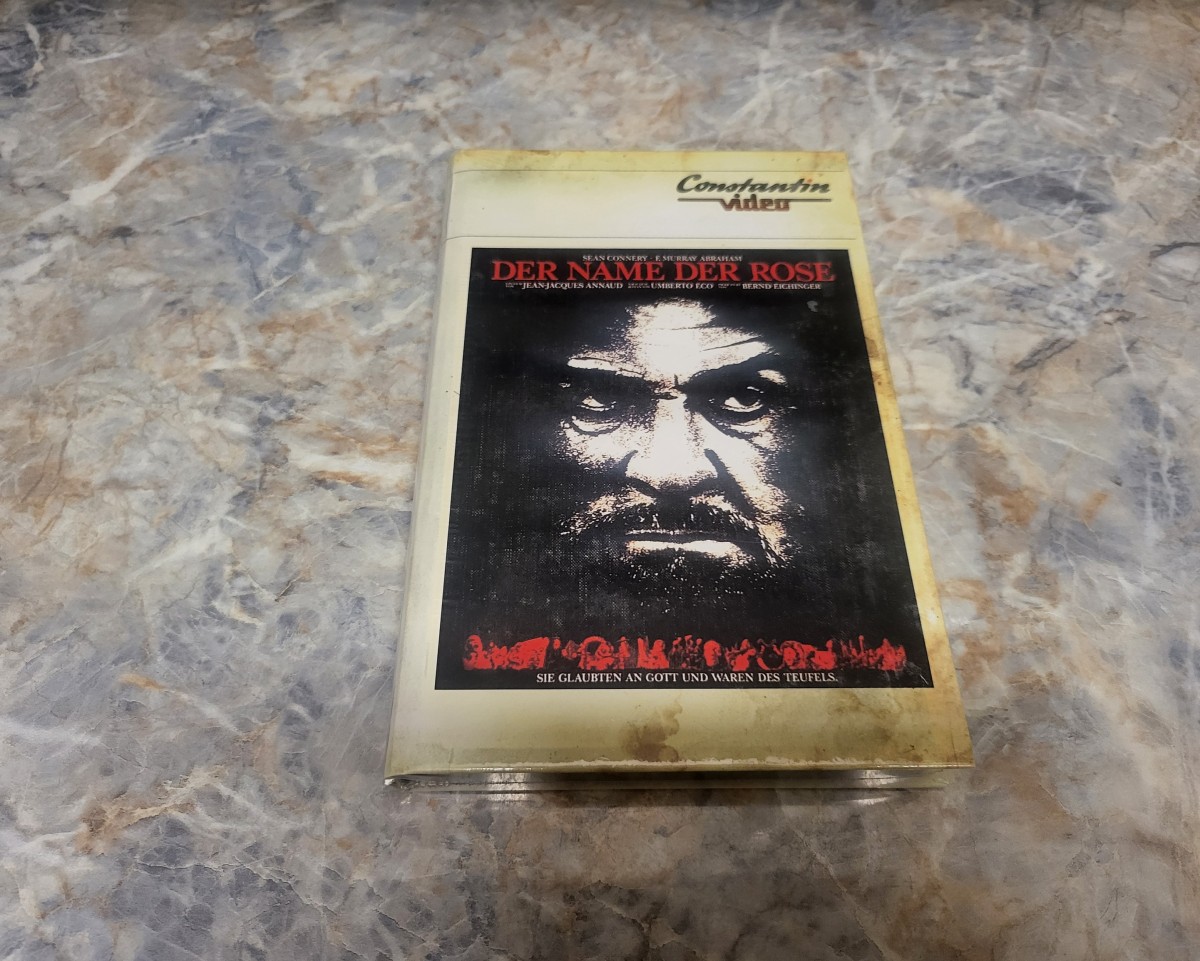 Constantin
video
SEAN CONNERY · F. MURRAY ABRAHAM
DER NAME DER ROSE
JEAN-JACQUES ANNAUD UMBERTO ECO BERND EICHINGER
SIE GLAUBTEN AN GOTT UND WAREN DES TEUFELS.